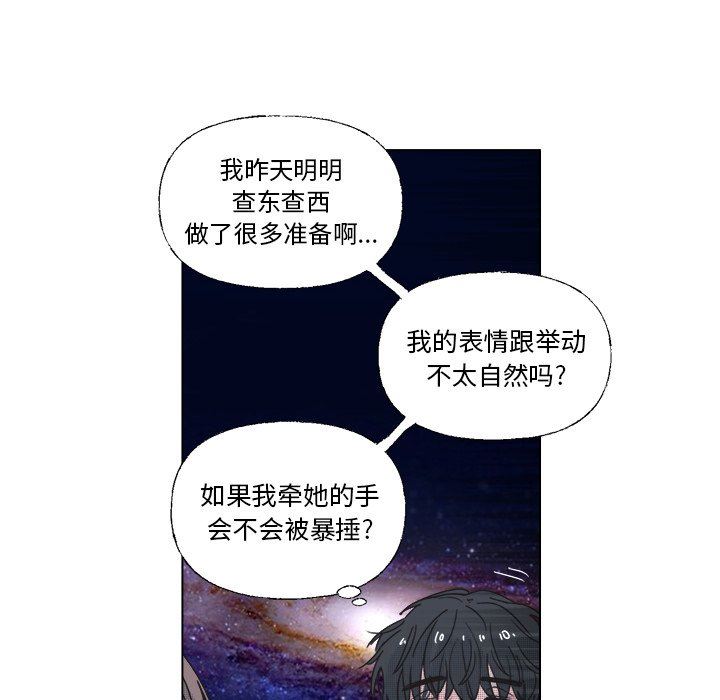 我昨天明明
查东查西
做了很多准备啊...
我的表情跟举动
不太自然吗?
如果我牵她的手
会不会被暴捶?